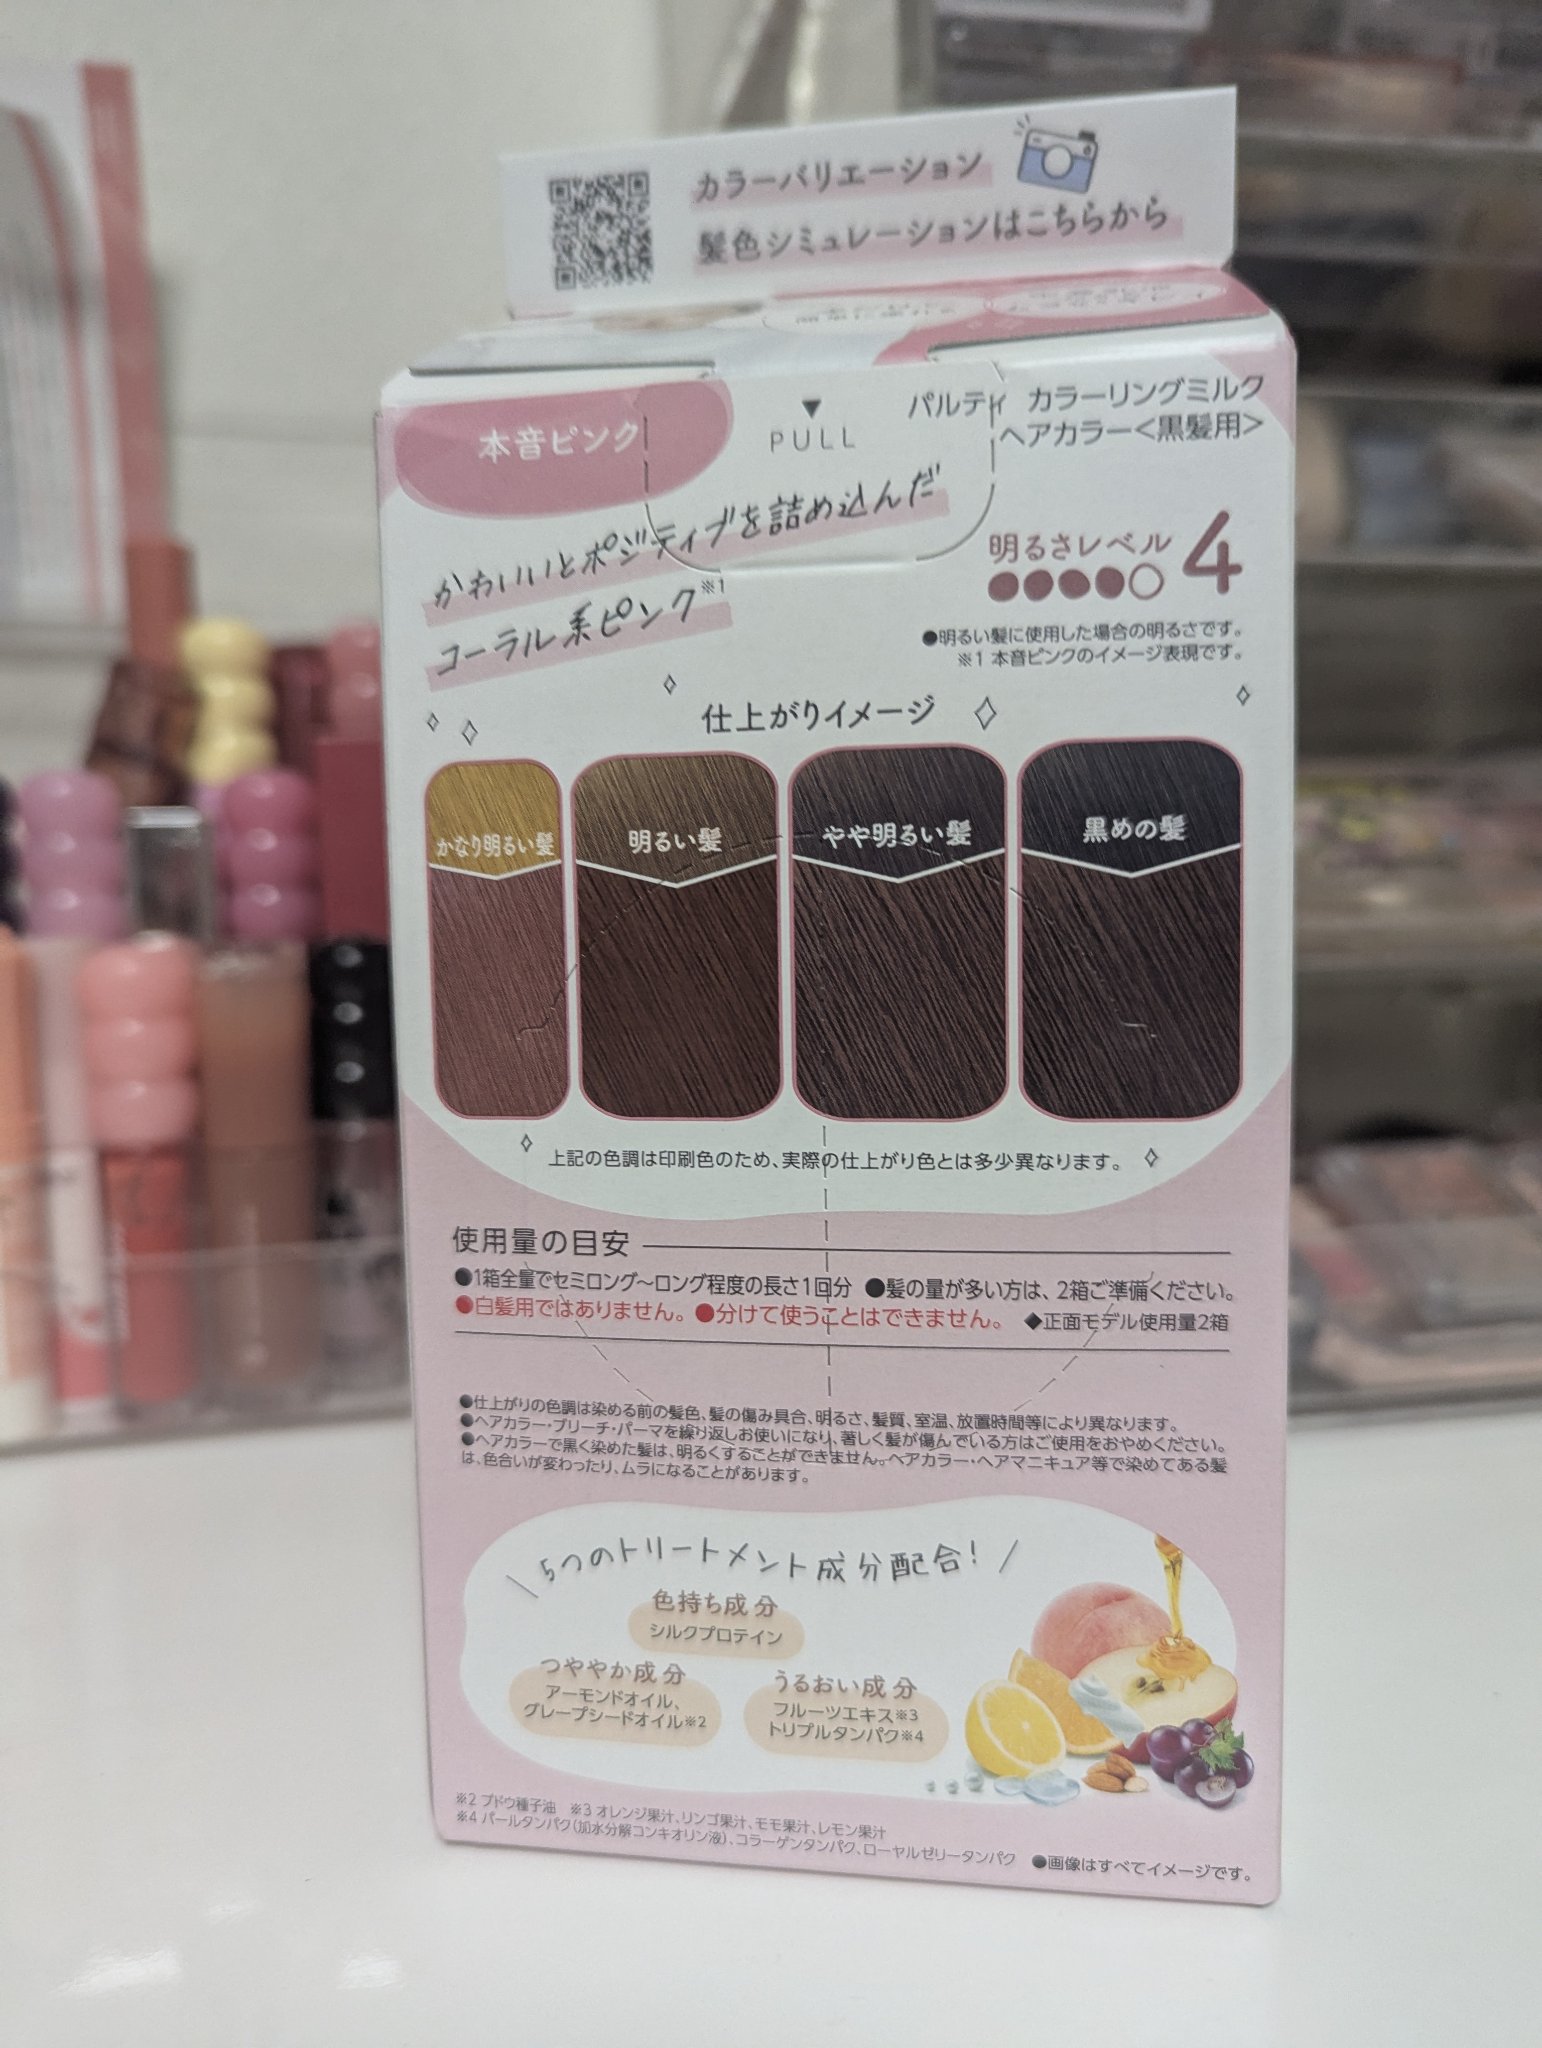 カラーバリエーション
髪色シミュレーションはこちらから
本音ピンク
PULL
パルティ カラーリングミルク
ヘアカラー<黒髪用>
かわいいとポジティブを詰め込んだ
コーラル系ピンク※1
明るさレベル 4
●明るい髪に使用した場合の明るさです。
※1 本音ピンクのイメージ表現です。
仕上がりイメージ
かなり明るい髪 明るい髪 やや明るい髪 黒めの髪
上記の色調は印刷色のため、実際の仕上がり色とは多少異なります。
使用量の目安
●1箱全量でセミロング～ロング程度の長さ1回分 ●髪の量が多い方は、2箱ご準備ください。
●白髪用ではありません。 ●分けて使うことはできません。 ◆正面モデル使用量2箱
●仕上がりの色調は染める前の髪色、髪の傷み具合、明るさ、髪質、室温、放置時間等により異なります。
●ヘアカラー・ブリーチ・パーマを繰り返しお使いになり、著しく髪が傷んでいる方はご使用をおやめください。
●ヘアカラーで黒く染めた髪は、明るくすることができません。ヘアカラー・ヘアマニキュア等で染めてある髪
は、色合いが変わったり、ムラになることがあります。
\ 5つのトリートメント成分配合! /
色持ち成分
シルクプロテイン
つややか成分
アーモンドオイル、
グレープシードオイル※2
うるおい成分
フルーツエキス※3
トリプルタンパク※4
※2 ブドウ種子油 ※3 オレンジ果汁、リンゴ果汁、モモ果汁、レモン果汁
※4 パールタンパク(加水分解コンキオリン液)、コラーゲンタンパク、ローヤルゼリータンパク
●画像はすべてイメージです。